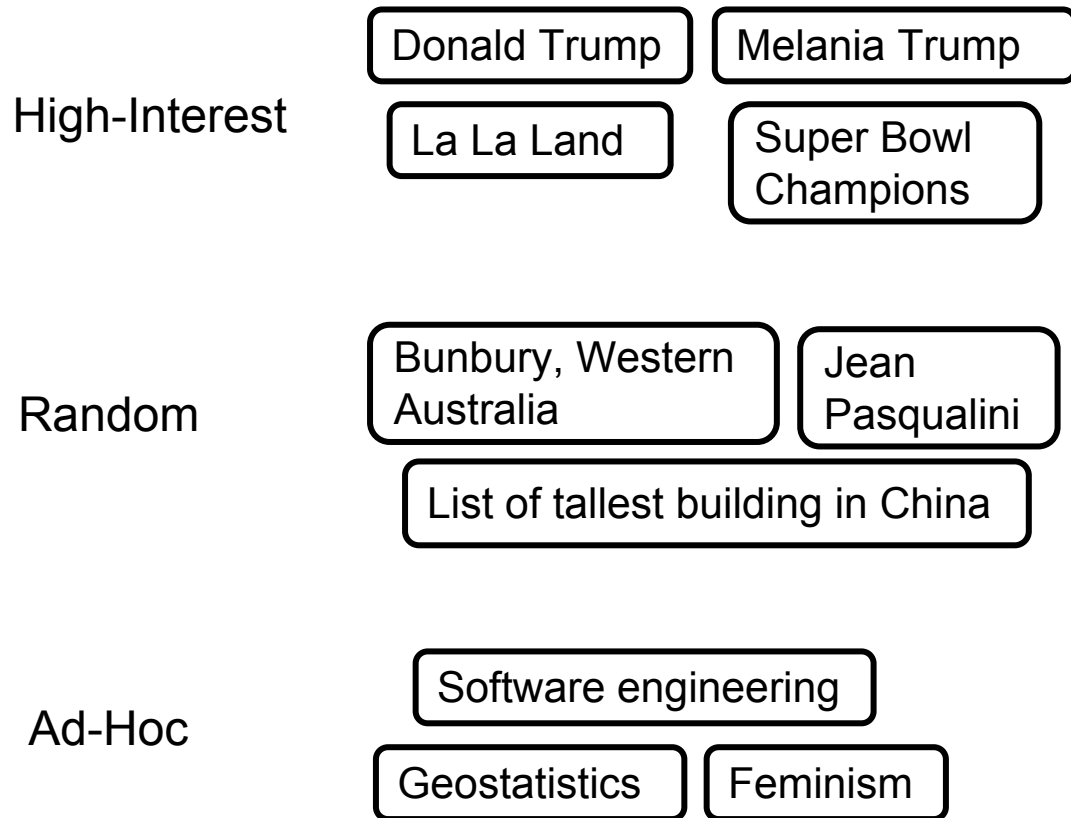 High-Interest
Donald Trump
Melania Trump
La La Land
Super Bowl
Champions
Random
Bunbury, Western
Australia
Jean
Pasqualini
List of tallest building in China
Ad-Hoc
Software engineering
Geostatistics
Feminism